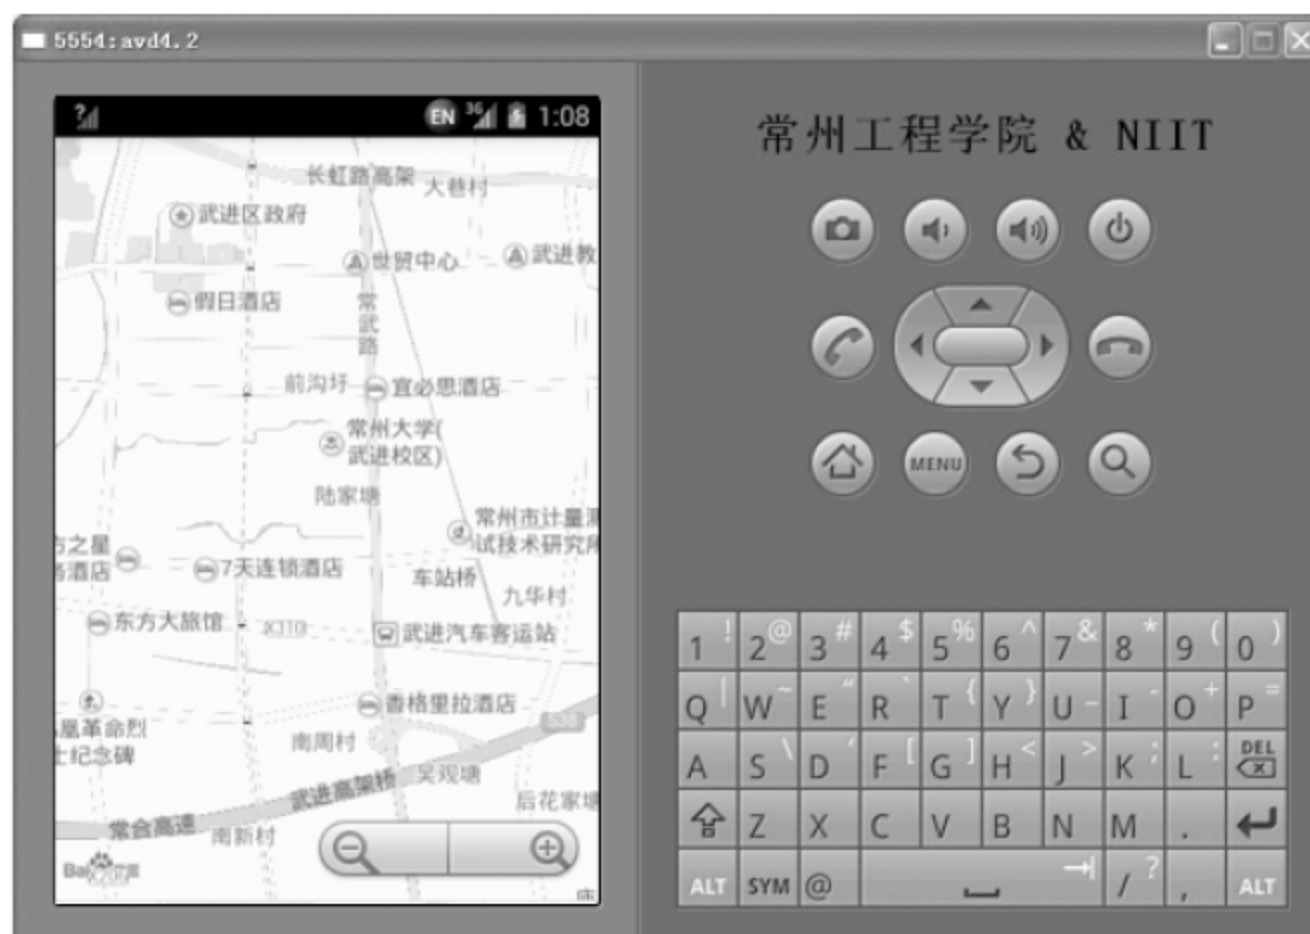 5554:avd4.2
EN 3G 1:08
长虹路高架
大巷村
武进区政府
世贸中心
武进教
假日酒店
常武路
前沟圩
宜必思酒店
常州大学(
武进校区)
陆家塘
常州市计量测
试技术研究所
方之星
务酒店
7天连锁酒店
车站桥
九华村
东方大旅馆
X310
武进汽车客运站
香格里拉酒店
S38
凰革命烈
士纪念碑
南周村
吴观塘
武进高架桥
后花家塘
常合高速
南新村
常州工程学院 & NIIT
MENU
1 ! 2 @ 3 # 4 $ 5 % 6 ^ 7 & 8 * 9 ( 0 )
Q | W ~ E “ R ` T { Y } U _ I - O + P =
A S \ D ‘ F [ G ] H < J > K ; L : DEL
Z X C V B N M .
ALT SYM @ / ? , ALT